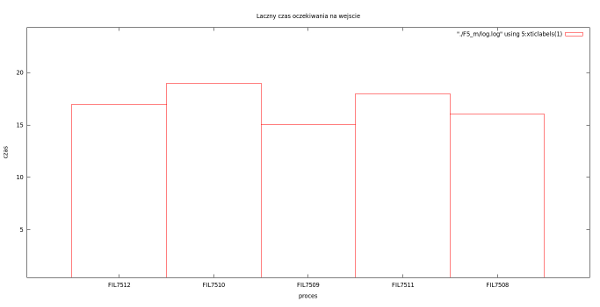 Laczny czas oczekiwania na wejscie
"./F5_m/log.log" using 5:xticlabels(1)
20
15
10
5
czas
FIL7512 FIL7510 FIL7509 FIL7511 FIL7508
proces